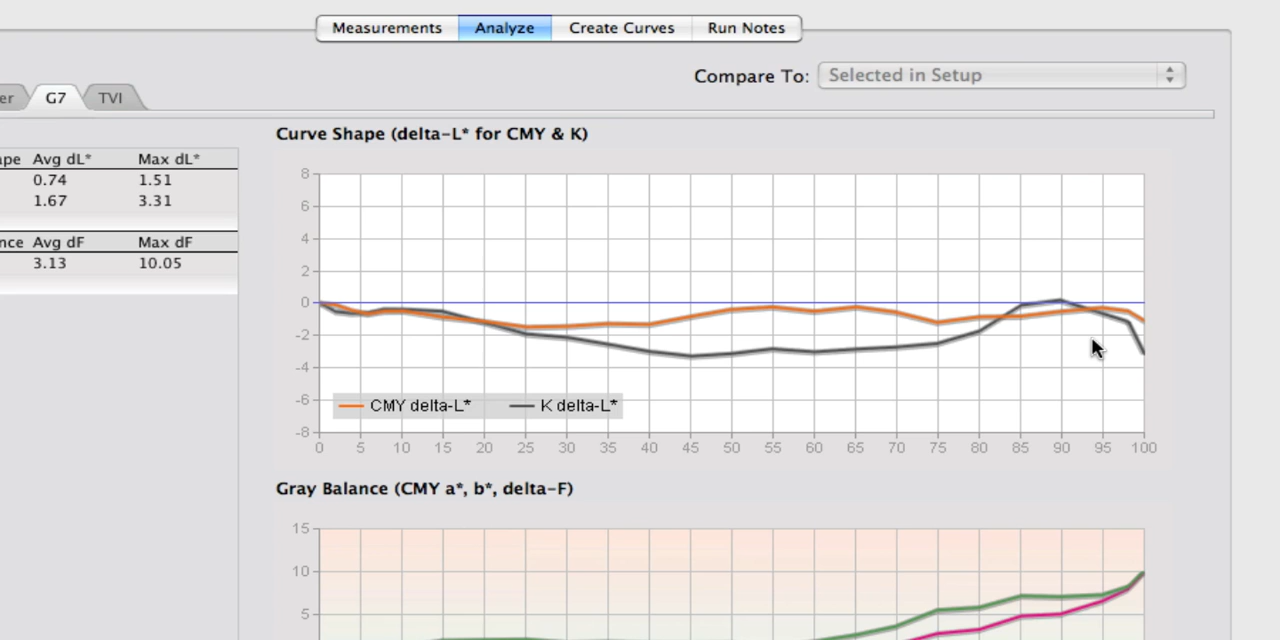 Measurements Analyze Create Curves Run Notes
Compare To: Selected in Setup
er G7 TVI
Curve Shape (delta-L* for CMY & K)
ape Avg dL* Max dL*
0.74 1.51
1.67 3.31
nce Avg dF Max dF
3.13 10.05
8
6
4
2
0
-2
-4
-6
-8
CMY delta-L* K delta-L*
0 5 10 15 20 25 30 35 40 45 50 55 60 65 70 75 80 85 90 95 100
Gray Balance (CMY a*, b*, delta-F)
15
10
5